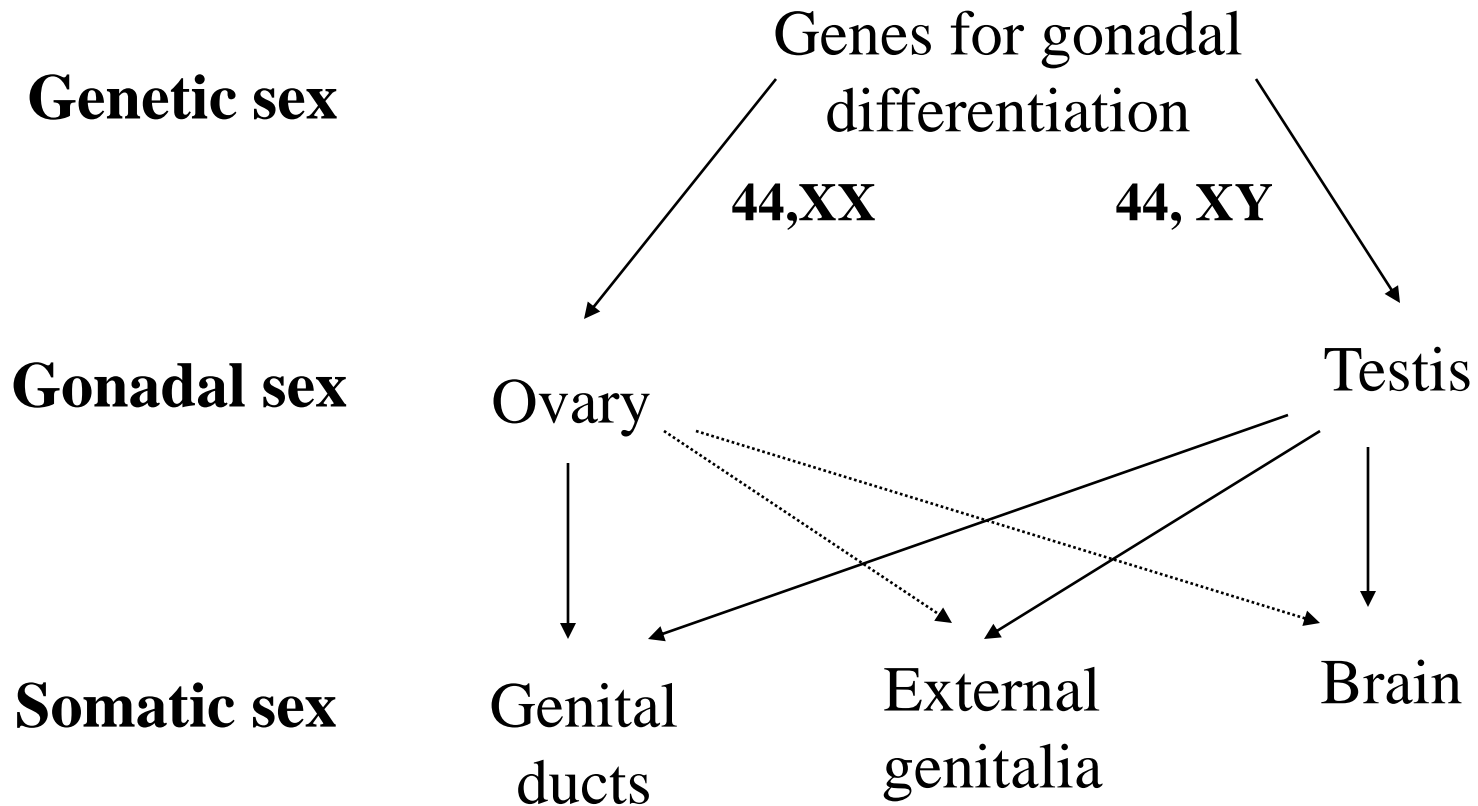 Genes for gonadal
differentiation
Genetic sex
44,XX
44, XY
Gonadal sex
Ovary
Testis
Somatic sex
Genital
ducts
External
genitalia
Brain